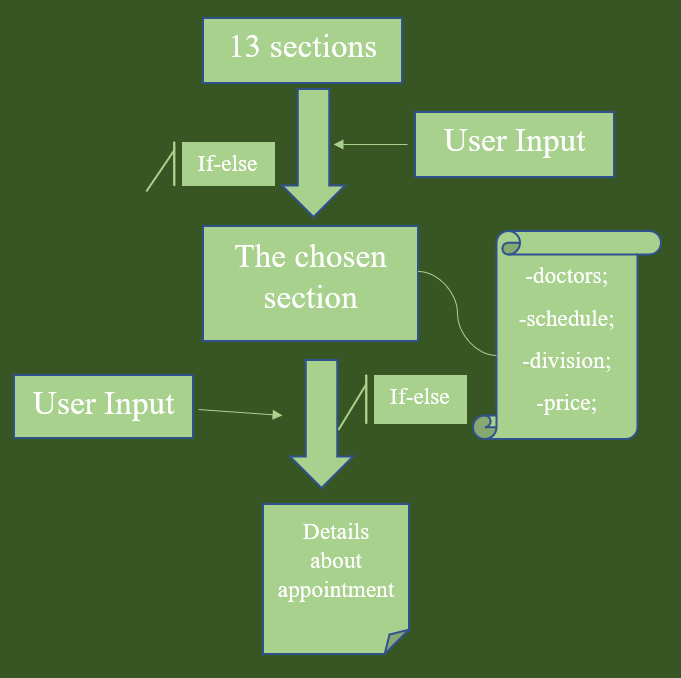 13 sections
User Input
If-else
The chosen
section
-doctors;
-schedule;
-division;
-price;
User Input
If-else
Details
about
appointment